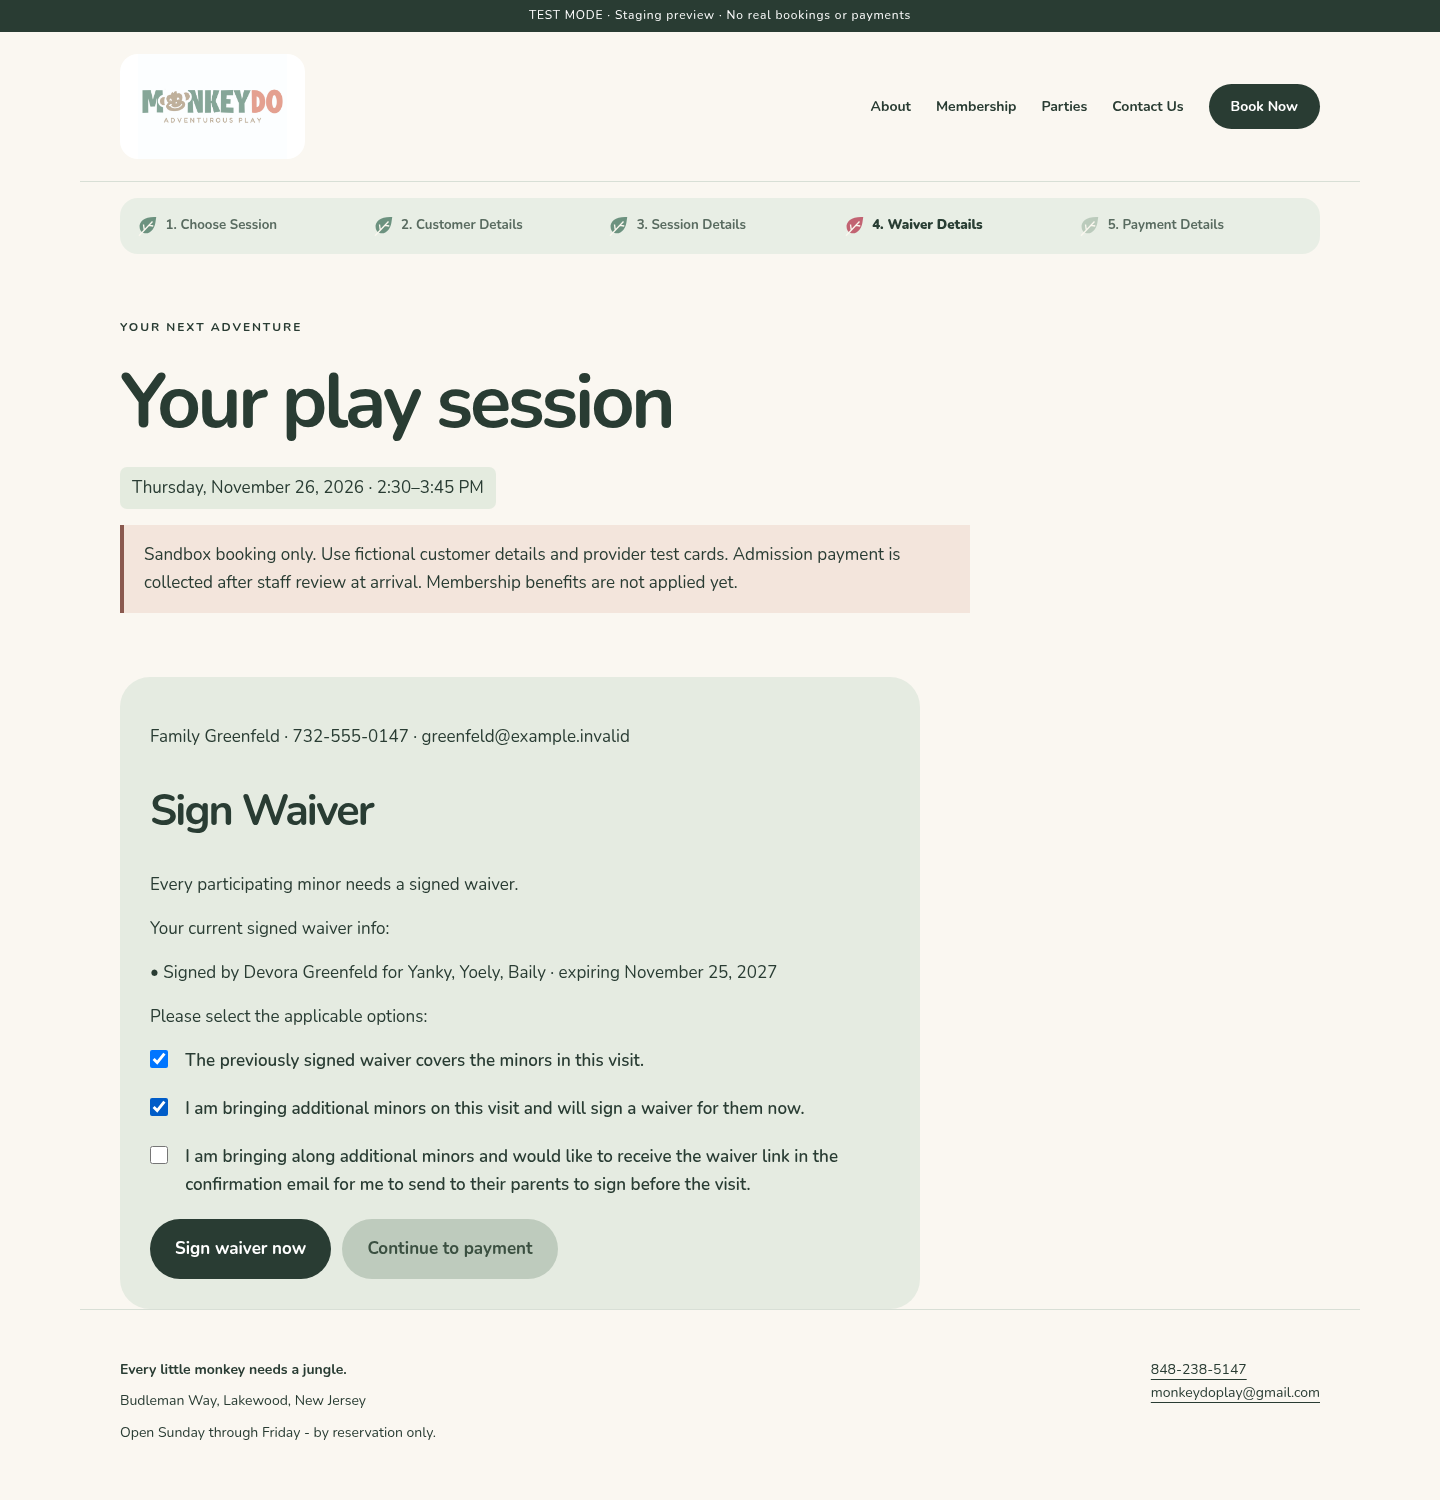 TEST MODE · Staging preview · No real bookings or payments
MONKEYDO
ADVENTUROUS PLAY
About
Membership
Parties
Contact Us
Book Now
1. Choose Session
2. Customer Details
3. Session Details
4. Waiver Details
5. Payment Details
YOUR NEXT ADVENTURE
Your play session
Thursday, November 26, 2026 · 2:30–3:45 PM
Sandbox booking only. Use fictional customer details and provider test cards. Admission payment is
collected after staff review at arrival. Membership benefits are not applied yet.
Family Greenfeld · 732-555-0147 · greenfeld@example.invalid
Sign Waiver
Every participating minor needs a signed waiver.
Your current signed waiver info:
• Signed by Devora Greenfeld for Yanky, Yoely, Baily · expiring November 25, 2027
Please select the applicable options:
The previously signed waiver covers the minors in this visit.
I am bringing additional minors on this visit and will sign a waiver for them now.
I am bringing along additional minors and would like to receive the waiver link in the
confirmation email for me to send to their parents to sign before the visit.
Sign waiver now
Continue to payment
Every little monkey needs a jungle.
Budleman Way, Lakewood, New Jersey
Open Sunday through Friday - by reservation only.
848-238-5147
monkeydoplay@gmail.com